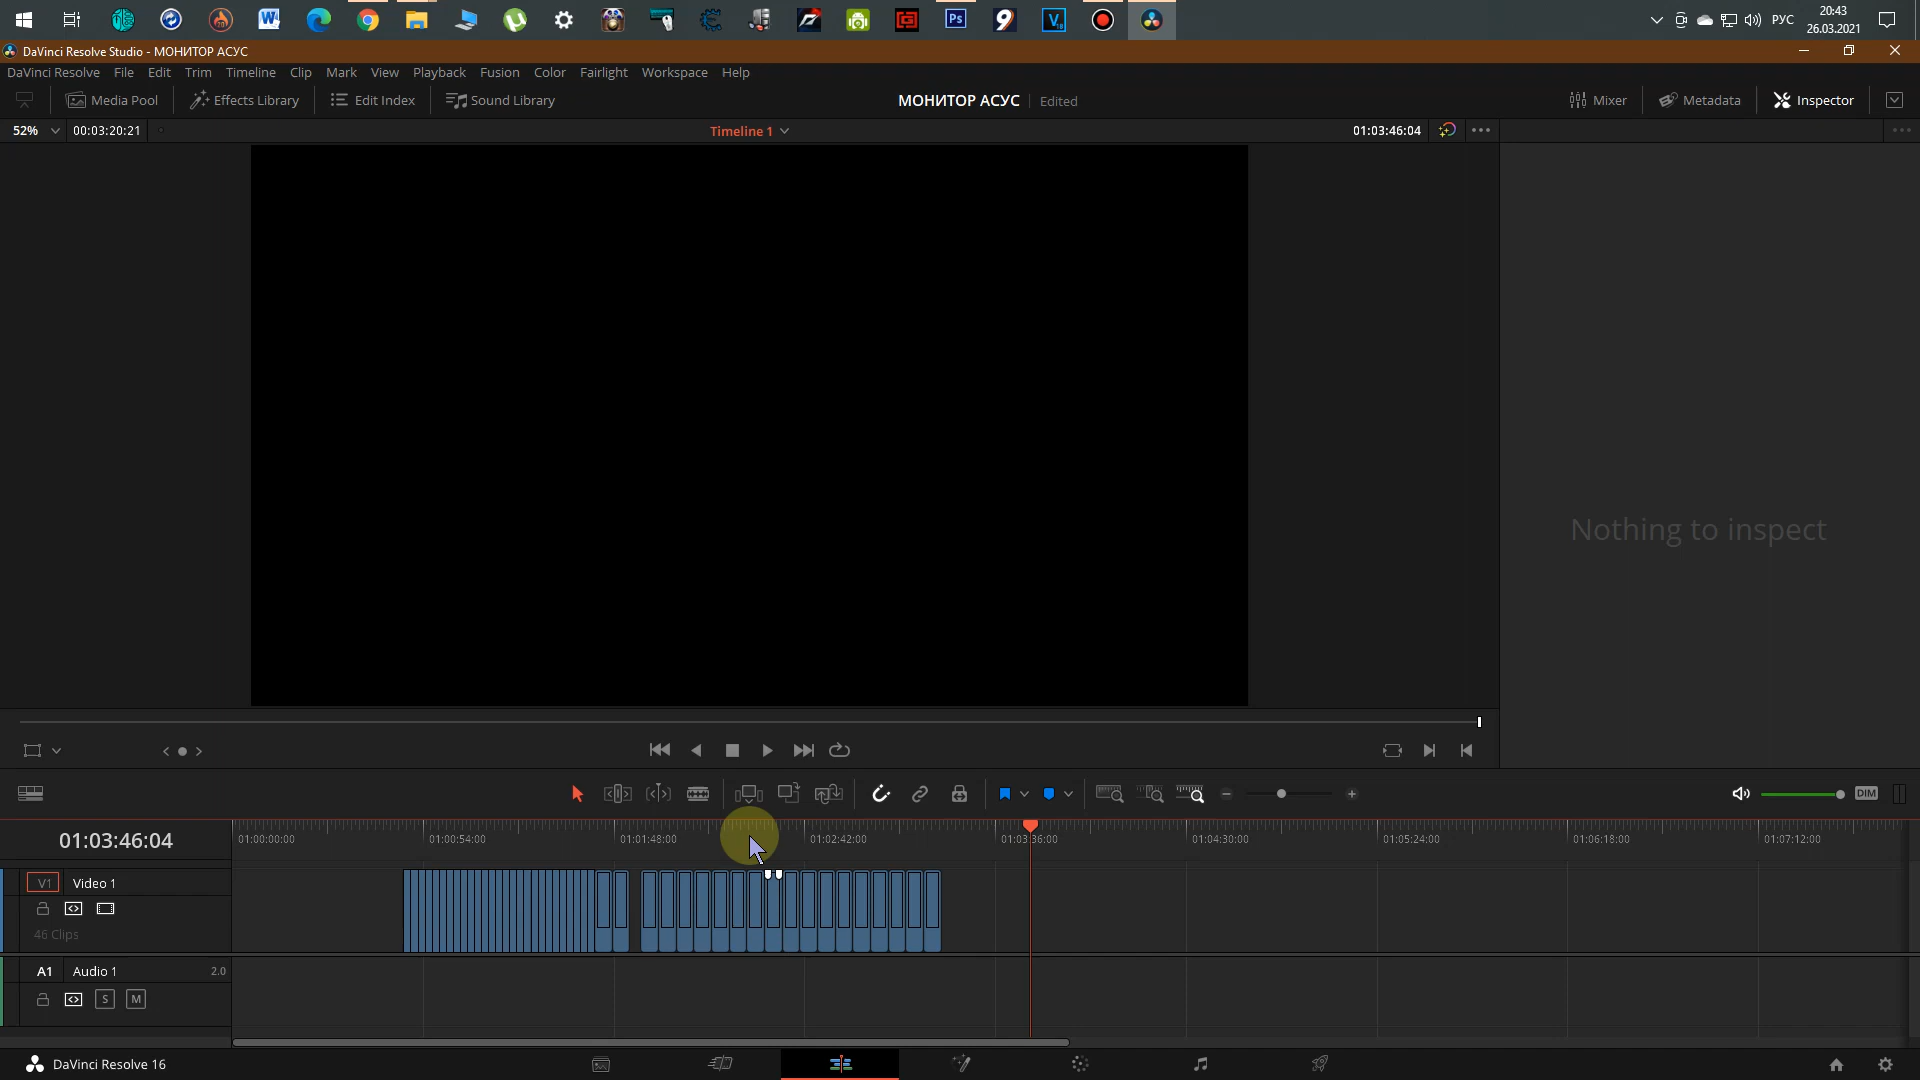 РУС
20:43
26.03.2021
DaVinci Resolve Studio - МОНИТОР АСУС
DaVinci Resolve File Edit Trim Timeline Clip Mark View Playback Fusion Color Fairlight Workspace Help
Media Pool Effects Library Edit Index Sound Library МОНИТОР АСУС Edited Mixer Metadata Inspector
52% 00:03:20:21 Timeline 1 01:03:46:04
Nothing to inspect
DIM
01:03:46:04 01:00:00:00 01:00:54:00 01:01:48:00 01:02:42:00 01:03:36:00 01:04:30:00 01:05:24:00 01:06:18:00 01:07:12:00
V1 Video 1
46 Clips
A1 Audio 1 2.0
S M
DaVinci Resolve 16